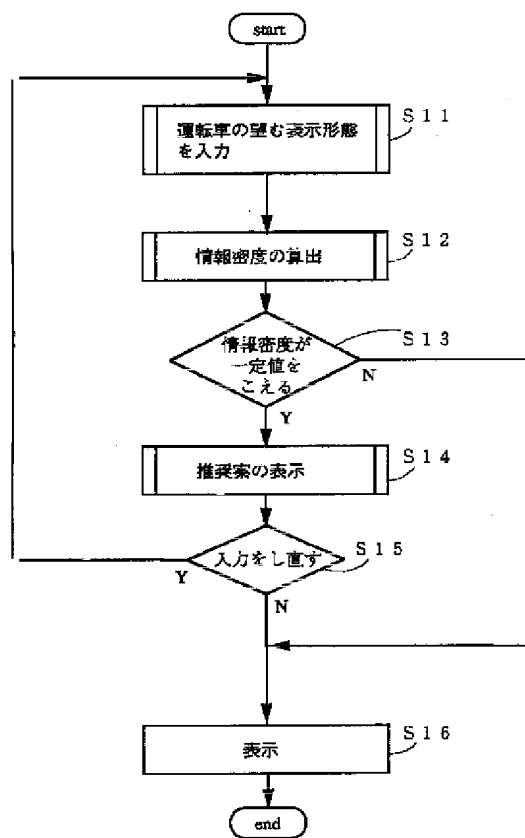 start
運転車の望む表示形態
を入力
S11
情報密度の算出
S12
情報密度が
一定値を
こえる
S13
N
Y
推奨案の表示
S14
入力をし直す
S15
Y
N
表示
S16
end